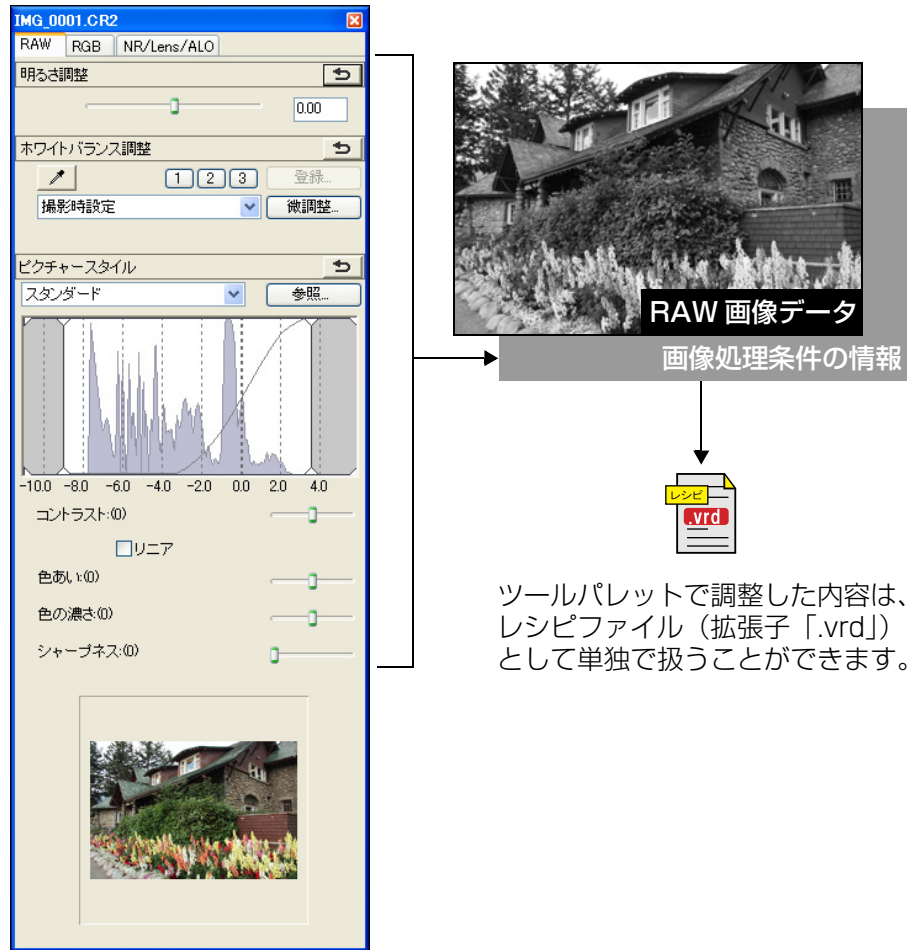 IMG_0001.CR2
RAW RGB NR/Lens/ALO
明るさ調整
0.00
ホワイトバランス調整
1 2 3 登録...
撮影時設定 微調整...
ピクチャースタイル
スタンダード 参照...
-10.0 -8.0 -6.0 -4.0 -2.0 0.0 2.0 4.0
コントラスト:(0)
リニア
色あい:(0)
色の濃さ:(0)
シャープネス:(0)
RAW 画像データ
画像処理条件の情報
レシピ
.vrd
ツールパレットで調整した内容は、
レシピファイル（拡張子「.vrd」）
として単独で扱うことができます。